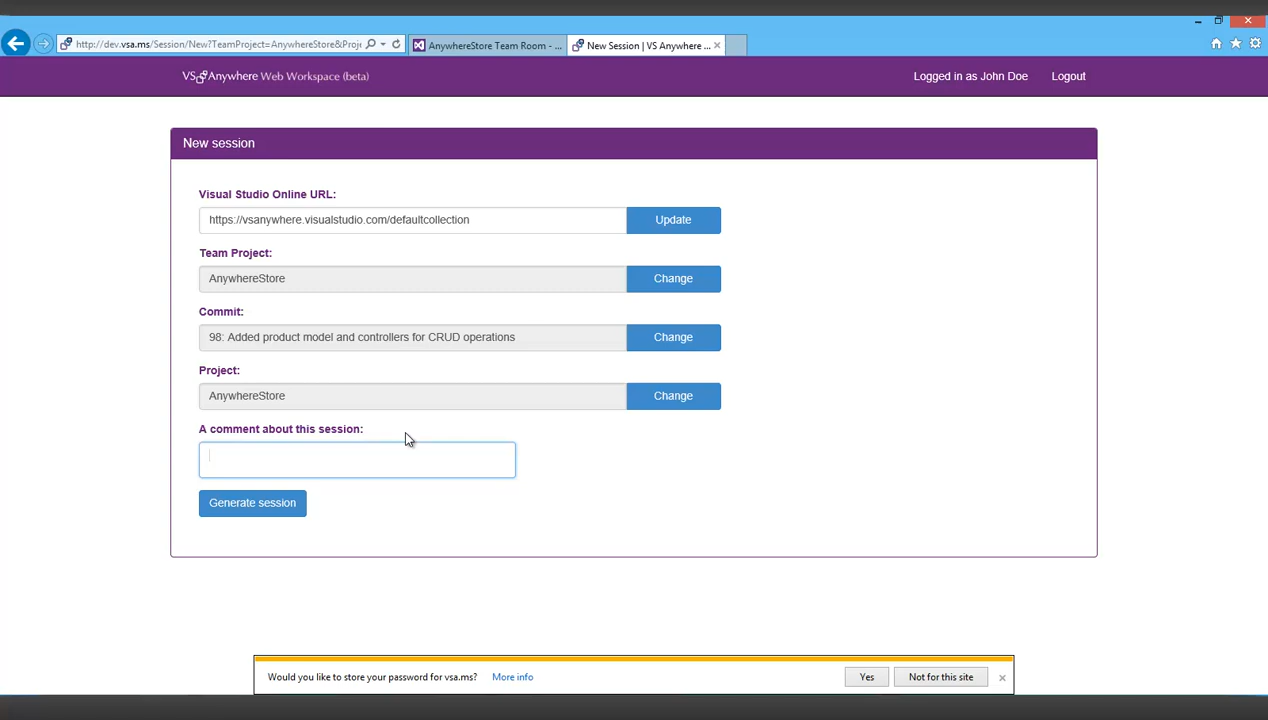 http://dev.vsa.ms/Session/New?TeamProject=AnywhereStore&Proje
AnywhereStore Team Room - ...
New Session | VS Anywhere ...
VS Anywhere Web Workspace (beta)
Logged in as John Doe
Logout
New session
Visual Studio Online URL:
https://vsanywhere.visualstudio.com/defaultcollection
Update
Team Project:
AnywhereStore
Change
Commit:
98: Added product model and controllers for CRUD operations
Change
Project:
AnywhereStore
Change
A comment about this session:
Generate session
Would you like to store your password for vsa.ms?
More info
Yes
Not for this site